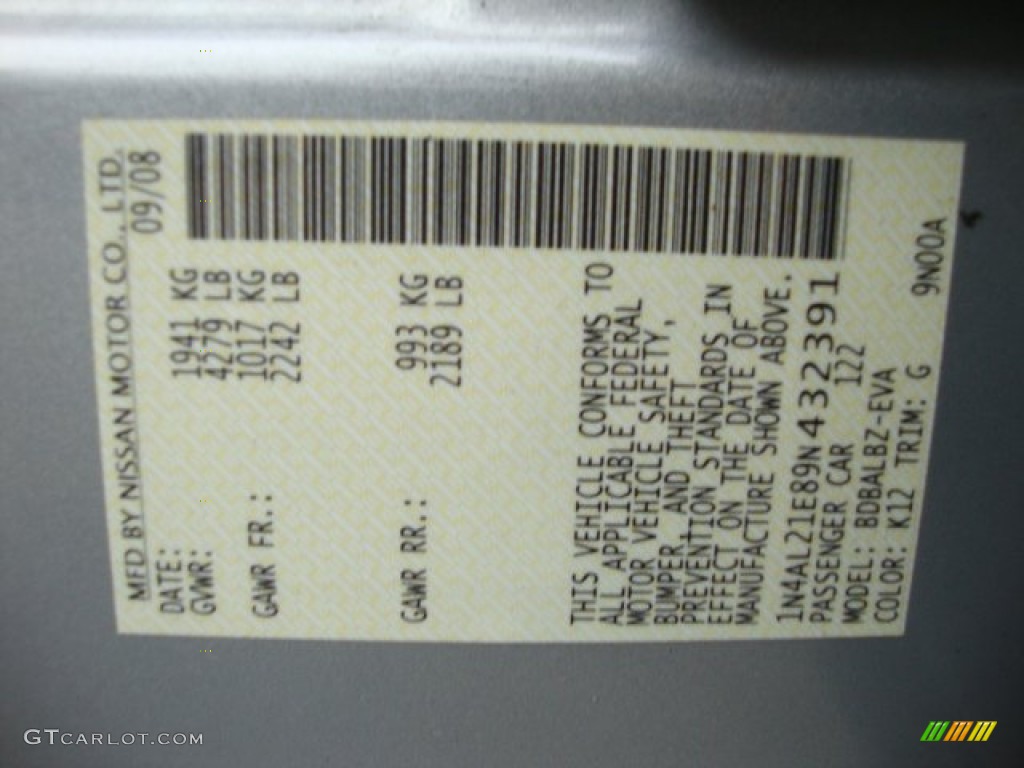 MFD BY NISSAN MOTOR CO., LTD.
DATE: 09/08
GVWR: 1941 KG
4279 LB
GAWR FR.: 1017 KG
2242 LB
GAWR RR.: 993 KG
2189 LB
THIS VEHICLE CONFORMS TO
ALL APPLICABLE FEDERAL
MOTOR VEHICLE SAFETY,
BUMPER, AND THEFT
PREVENTION STANDARDS IN
EFFECT ON THE DATE OF
MANUFACTURE SHOWN ABOVE.
1N4AL21E89N432391
PASSENGER CAR 122
MODEL: BDBALBZ-EVA
COLOR: K12 TRIM: G 9N00A
GTCARLOT.COM